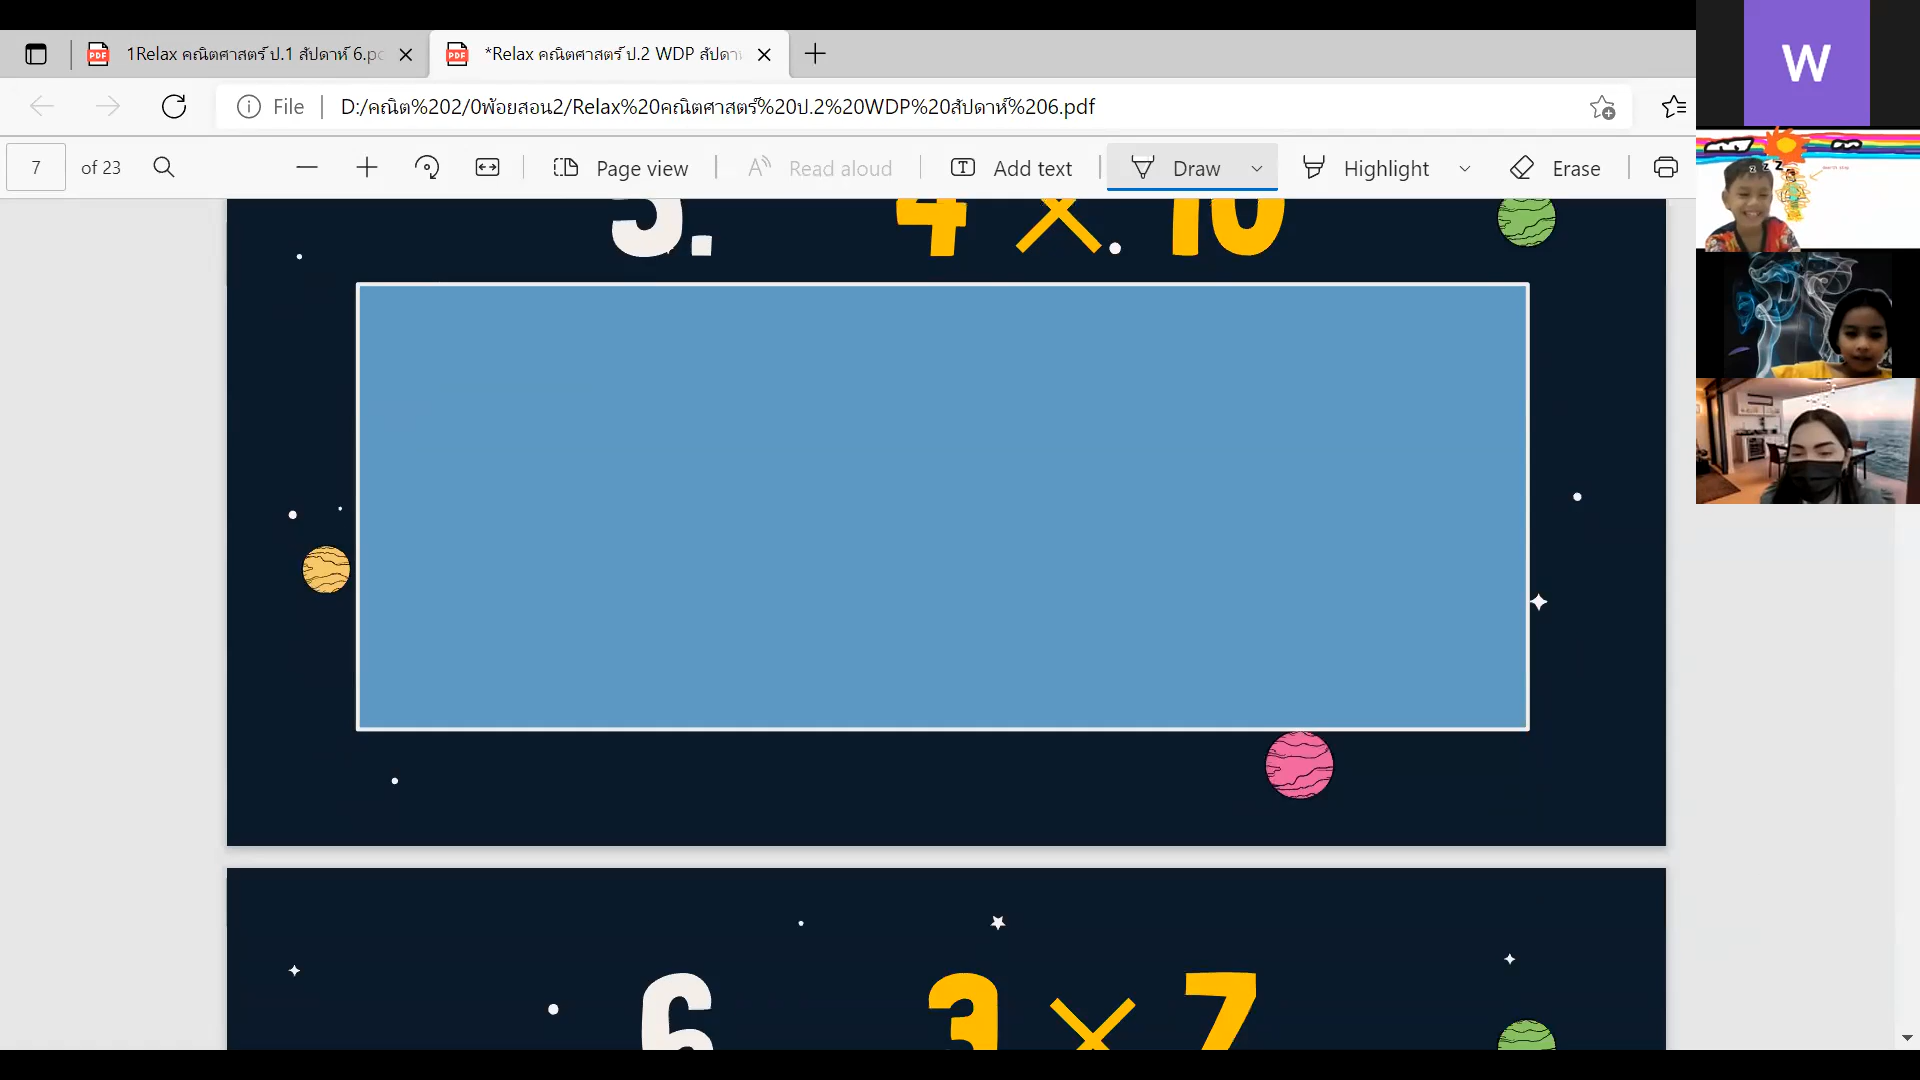 1Relax คณิตศาสตร์ ป.1 สัปดาห์ 6.pd
*Relax คณิตศาสตร์ ป.2 WDP สัปดา
W
File
D:/คณิต%202/0พ้อยสอน2/Relax%20คณิตศาสตร์%20ป.2%20WDP%20สัปดาห์%206.pdf
7 of 23
Page view
Read aloud
Add text
Draw
Highlight
Erase
5. 4 × 10
6 3 × 7